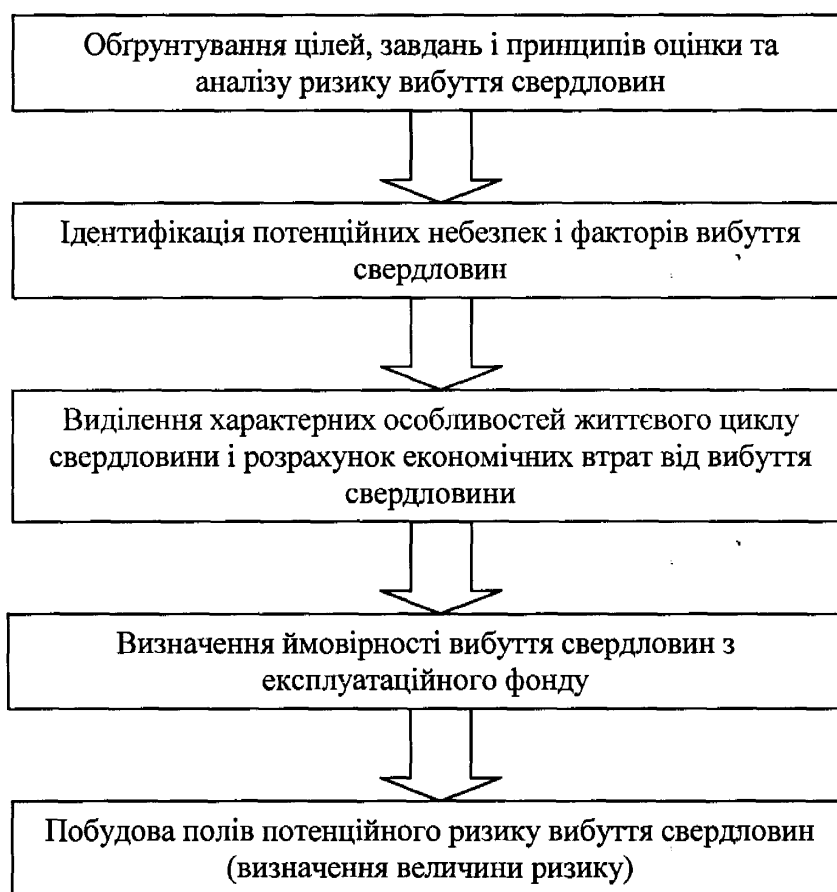 Обґрунтування цілей, завдань і принципів оцінки та
аналізу ризику вибуття свердловин
Ідентифікація потенційних небезпек і факторів вибуття
свердловин
Виділення характерних особливостей життєвого циклу
свердловини і розрахунок економічних втрат від вибуття
свердловини
Визначення ймовірності вибуття свердловин з
експлуатаційного фонду
Побудова полів потенційного ризику вибуття свердловин
(визначення величини ризику)